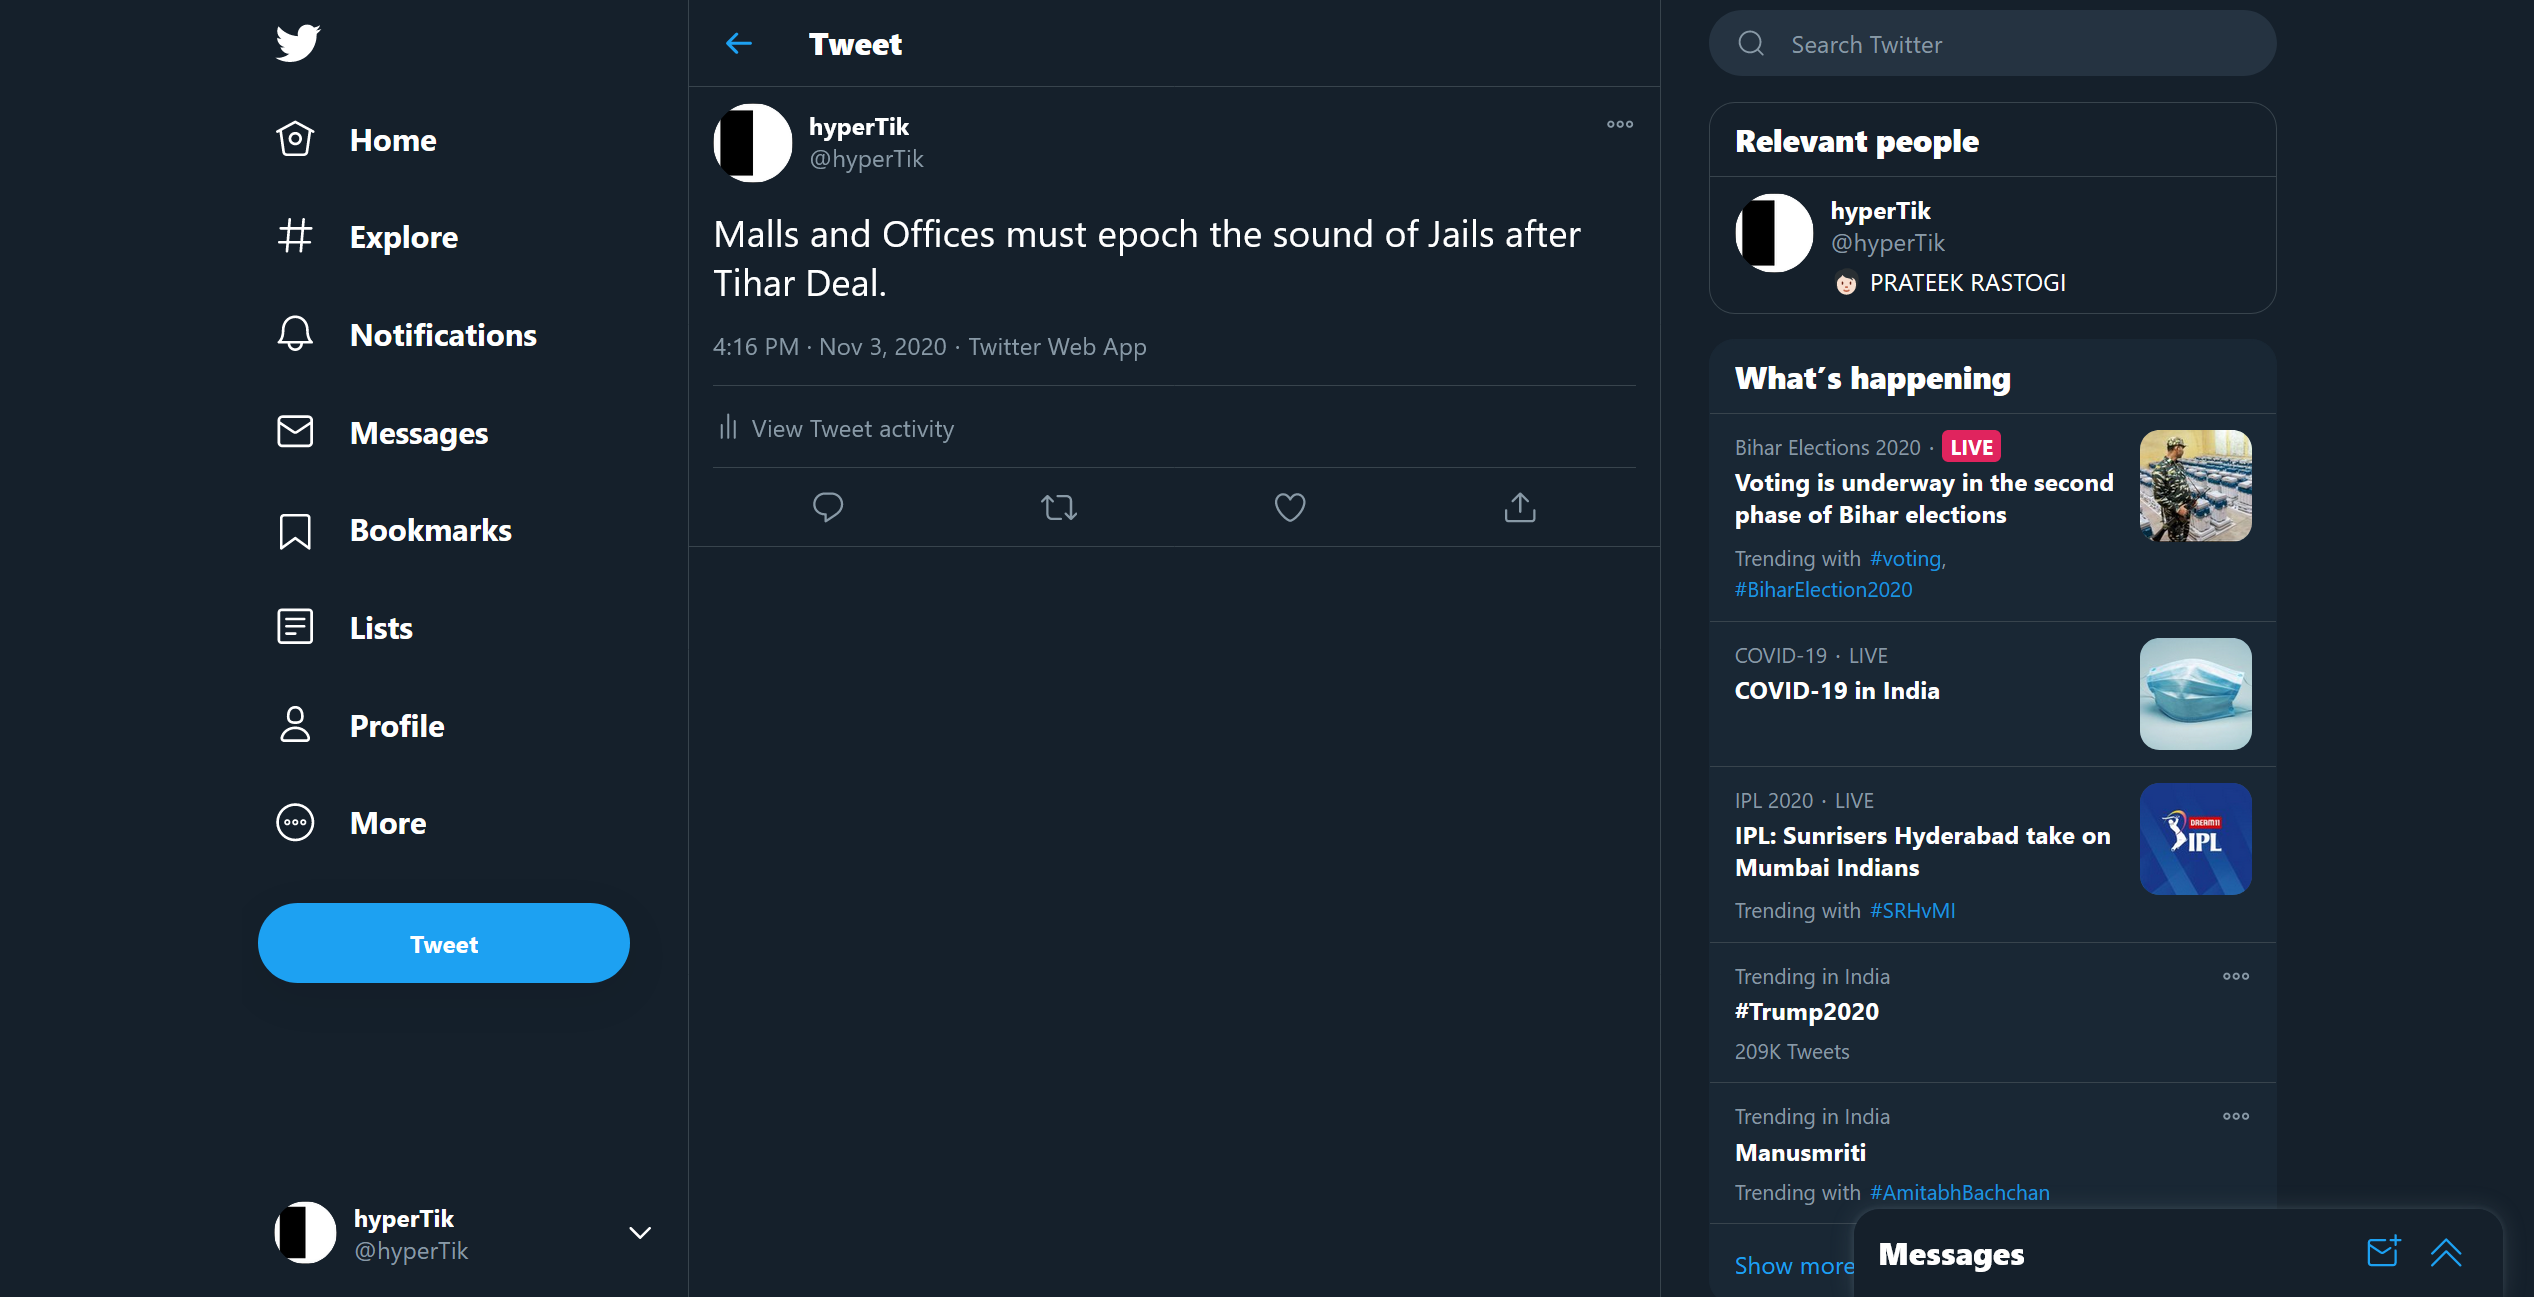 Home
Explore
Notifications
Messages
Bookmarks
Lists
Profile
More
Tweet
hyperTik
@hyperTik
Tweet
hyperTik
@hyperTik
Malls and Offices must epoch the sound of Jails after
Tihar Deal.
4:16 PM · Nov 3, 2020 · Twitter Web App
View Tweet activity
Search Twitter
Relevant people
hyperTik
@hyperTik
PRATEEK RASTOGI
What´s happening
Bihar Elections 2020 · LIVE
Voting is underway in the second
phase of Bihar elections
Trending with #voting,
#BiharElection2020
COVID-19 · LIVE
COVID-19 in India
IPL 2020 · LIVE
IPL: Sunrisers Hyderabad take on
Mumbai Indians
Trending with #SRHvMI
DREAM11
IPL
Trending in India
#Trump2020
209K Tweets
Trending in India
Manusmriti
Trending with #AmitabhBachchan
Show more
Messages